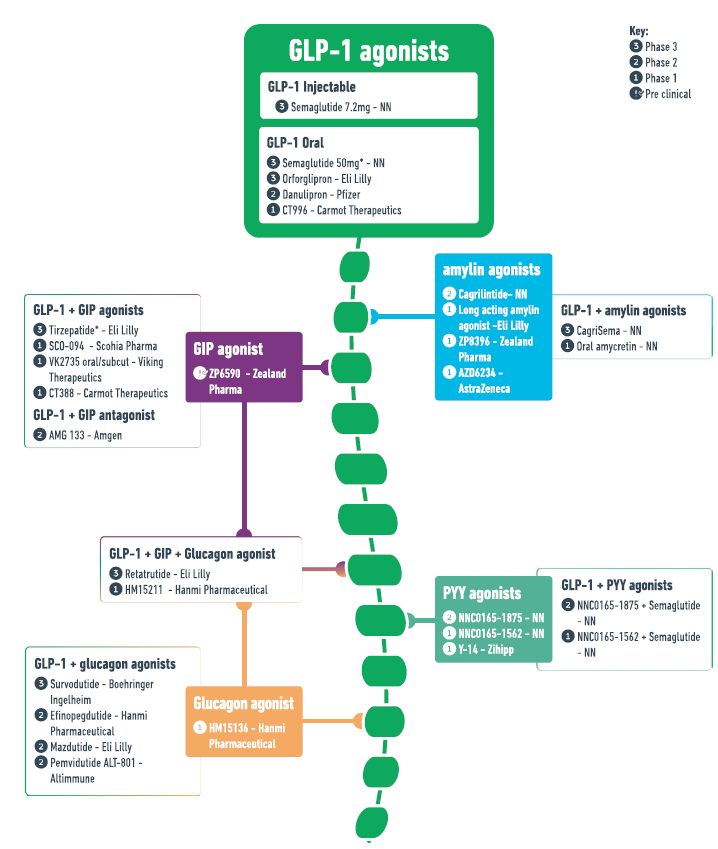 GLP-1 agonists
GLP-1 Injectable
3 Semaglutide 7.2mg - NN
GLP-1 Oral
3 Semaglutide 50mg* - NN
3 Orforglipron - Eli Lilly
2 Danulipron - Pfizer
1 CT996 - Carmot Therapeutics
Key:
3 Phase 3
2 Phase 2
1 Phase 1
Pre clinical
GLP-1 + GIP agonists
3 Tirzepatide* - Eli Lilly
1 SCO-094 - Scohia Pharma
1 VK2735 oral/subcut - Viking
Therapeutics
1 CT388 - Carmot Therapeutics
GLP-1 + GIP antagonist
2 AMG 133 - Amgen
GIP agonist
ZP6590 - Zealand
Pharma
amylin agonists
2 Cagrilintide- NN
1 Long acting amylin
agonist -Eli Lilly
1 ZP8396 - Zealand
Pharma
1 AZD6234 -
AstraZeneca
GLP-1 + amylin agonists
3 CagriSema - NN
1 Oral amycretin - NN
GLP-1 + GIP + Glucagon agonist
3 Retatrutide - Eli Lilly
1 HM15211 - Hanmi Pharmaceutical
PYY agonists
2 NNC0165-1875 - NN
1 NNC0165-1562 - NN
1 Y-14 - Zihipp
GLP-1 + PYY agonists
2 NNC0165-1875 + Semaglutide
- NN
1 NNC0165-1562 + Semaglutide
- NN
GLP-1 + glucagon agonists
3 Survodutide - Boehringer
Ingelheim
2 Efinopegdutide - Hanmi
Pharmaceutical
2 Mazdutide - Eli Lilly
2 Pemvidutide ALT-801 -
Altimmune
Glucagon agonist
1 HM15136 - Hanmi
Pharmaceutical